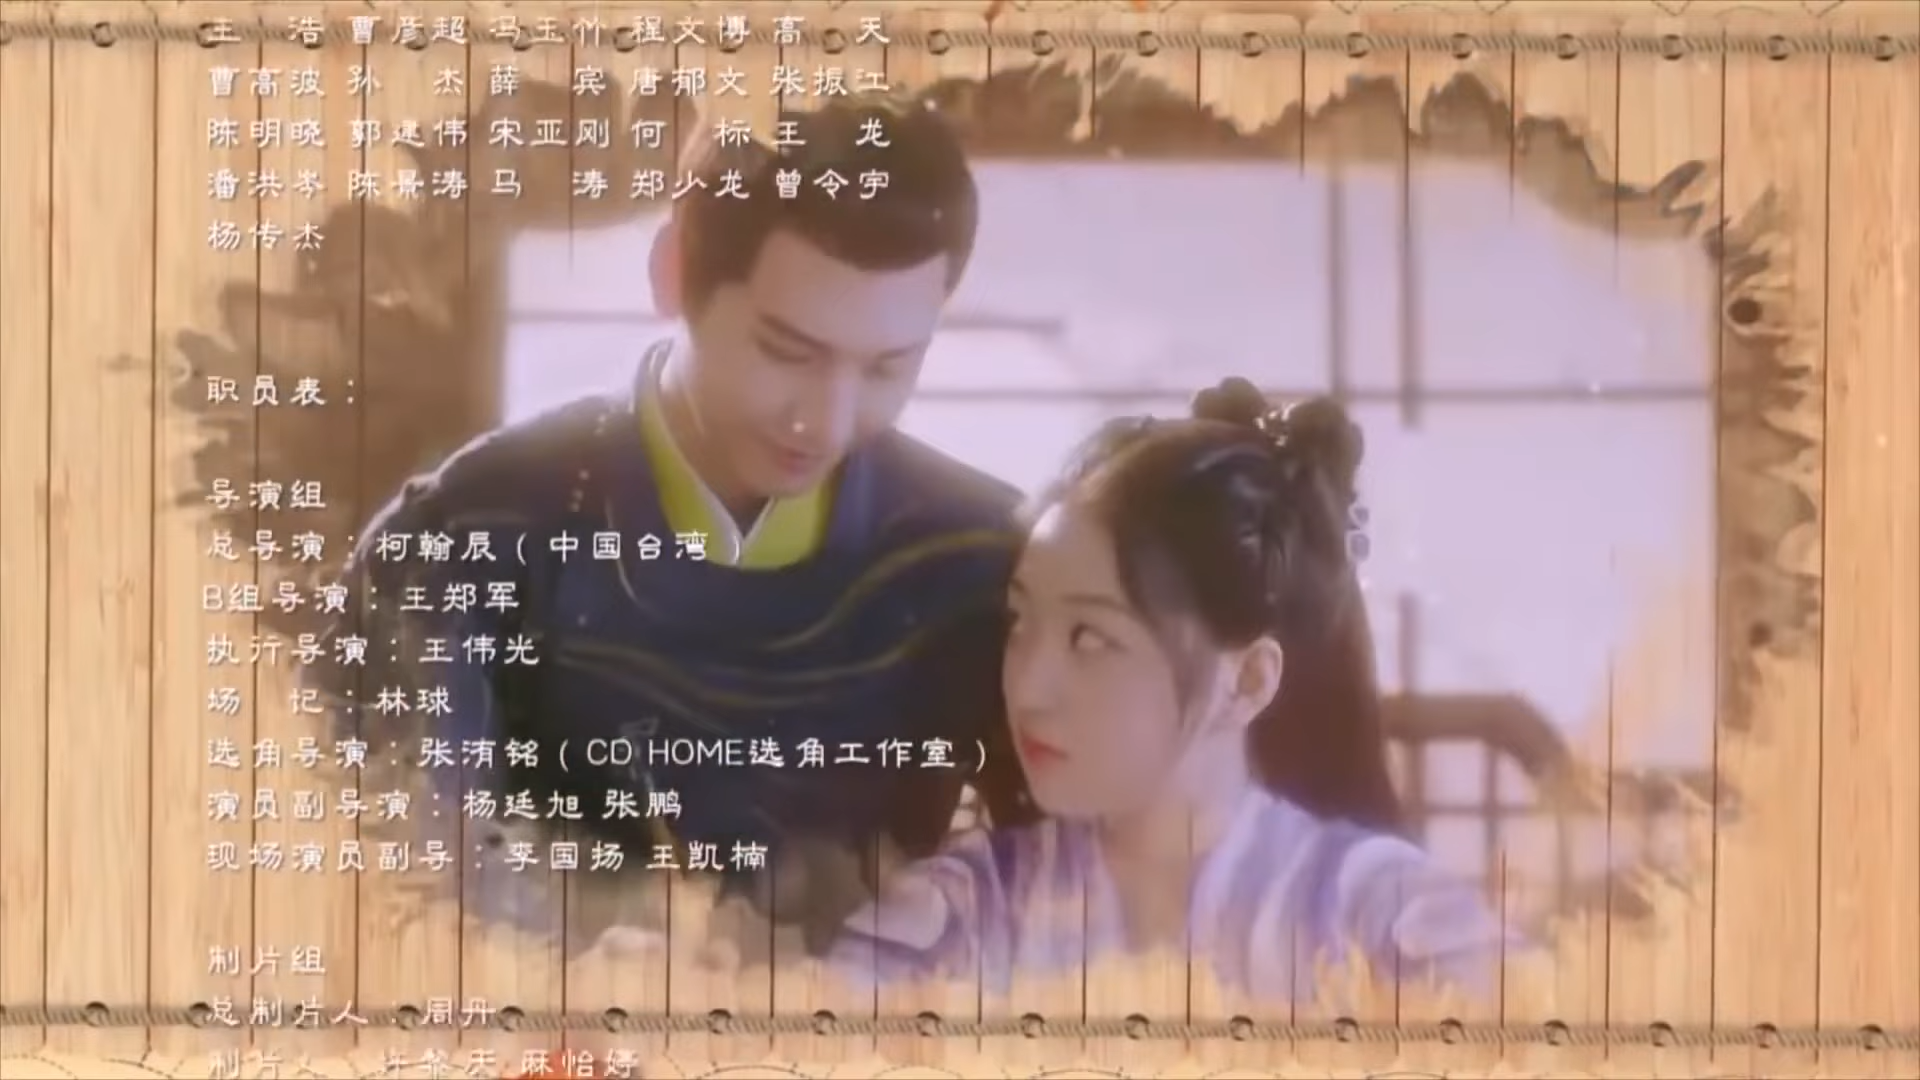 王　浩 曹彦超 冯玉竹 程文博 高　天
曹高波 孙　杰 薛　宾 唐郁文 张振江
陈明晓 郭建伟 宋亚刚 何　标 王　龙
潘洪岑 陈景涛 马　涛 郑少龙 曾令宇
杨传杰
职员表：
导演组
总导演：柯翰辰（中国台湾）
B组导演：王郑军
执行导演：王伟光
场　记：林球
选角导演：张洧铭（CD HOME选角工作室）
演员副导演：杨廷旭 张鹏
现场演员副导：李国扬 王凯楠
制片组
总制片人：周丹
制片人 麻怡婷